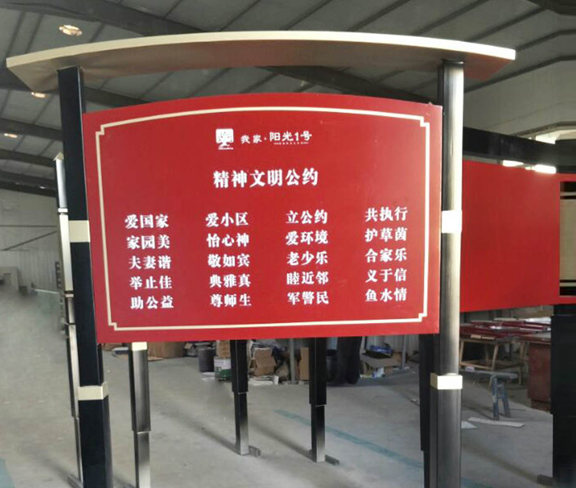 我家·阳光1号
精神文明公约
爱国家 爱小区 立公约 共执行
家园美 怡心神 爱环境 护草茵
夫妻谐 敬如宾 老少乐 合家乐
举止佳 典雅真 睦近邻 义于信
助公益 尊师生 军警民 鱼水情